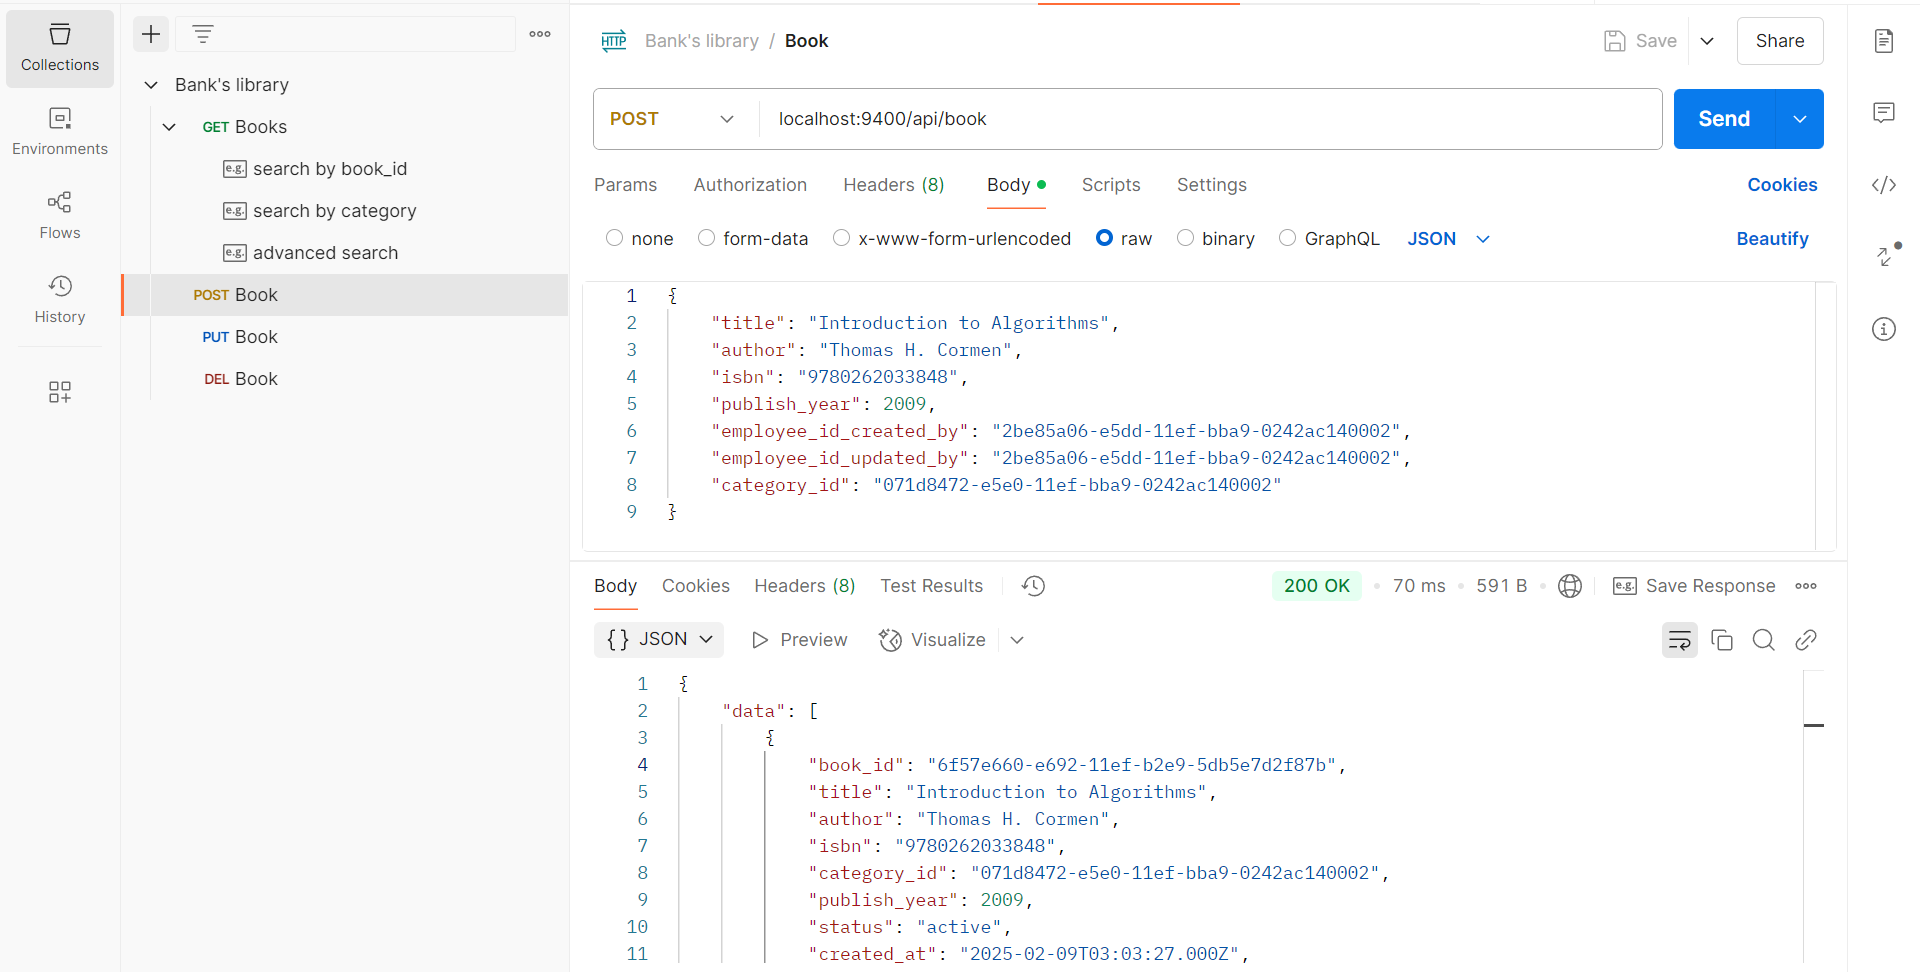 Collections
Environments
Flows
History
Bank's library
GET Books
e.g. search by book_id
e.g. search by category
e.g. advanced search
POST Book
PUT Book
DEL Book
HTTP Bank's library / Book
Save
Share
POST localhost:9400/api/book
Send
Params Authorization Headers (8) Body Scripts Settings Cookies
none form-data x-www-form-urlencoded raw binary GraphQL JSON Beautify
1 {
2 "title": "Introduction to Algorithms",
3 "author": "Thomas H. Cormen",
4 "isbn": "9780262033848",
5 "publish_year": 2009,
6 "employee_id_created_by": "2be85a06-e5dd-11ef-bba9-0242ac140002",
7 "employee_id_updated_by": "2be85a06-e5dd-11ef-bba9-0242ac140002",
8 "category_id": "071d8472-e5e0-11ef-bba9-0242ac140002"
9 }
Body Cookies Headers (8) Test Results 200 OK 70 ms 591 B e.g. Save Response
{} JSON Preview Visualize
1 {
2 "data": [
3 {
4 "book_id": "6f57e660-e692-11ef-b2e9-5db5e7d2f87b",
5 "title": "Introduction to Algorithms",
6 "author": "Thomas H. Cormen",
7 "isbn": "9780262033848",
8 "category_id": "071d8472-e5e0-11ef-bba9-0242ac140002",
9 "publish_year": 2009,
10 "status": "active",
11 "created_at": "2025-02-09T03:03:27.000Z",